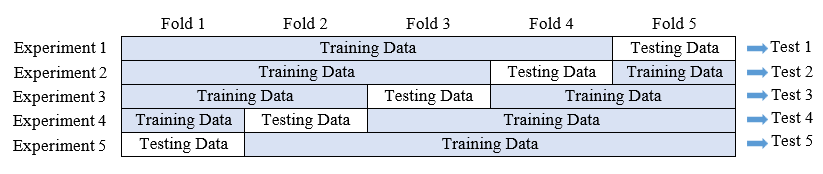 Fold 1 Fold 2 Fold 3 Fold 4 Fold 5
Experiment 1 Training Data Testing Data Test 1
Experiment 2 Training Data Testing Data Training Data Test 2
Experiment 3 Training Data Testing Data Training Data Test 3
Experiment 4 Training Data Testing Data Training Data Test 4
Experiment 5 Testing Data Training Data Test 5